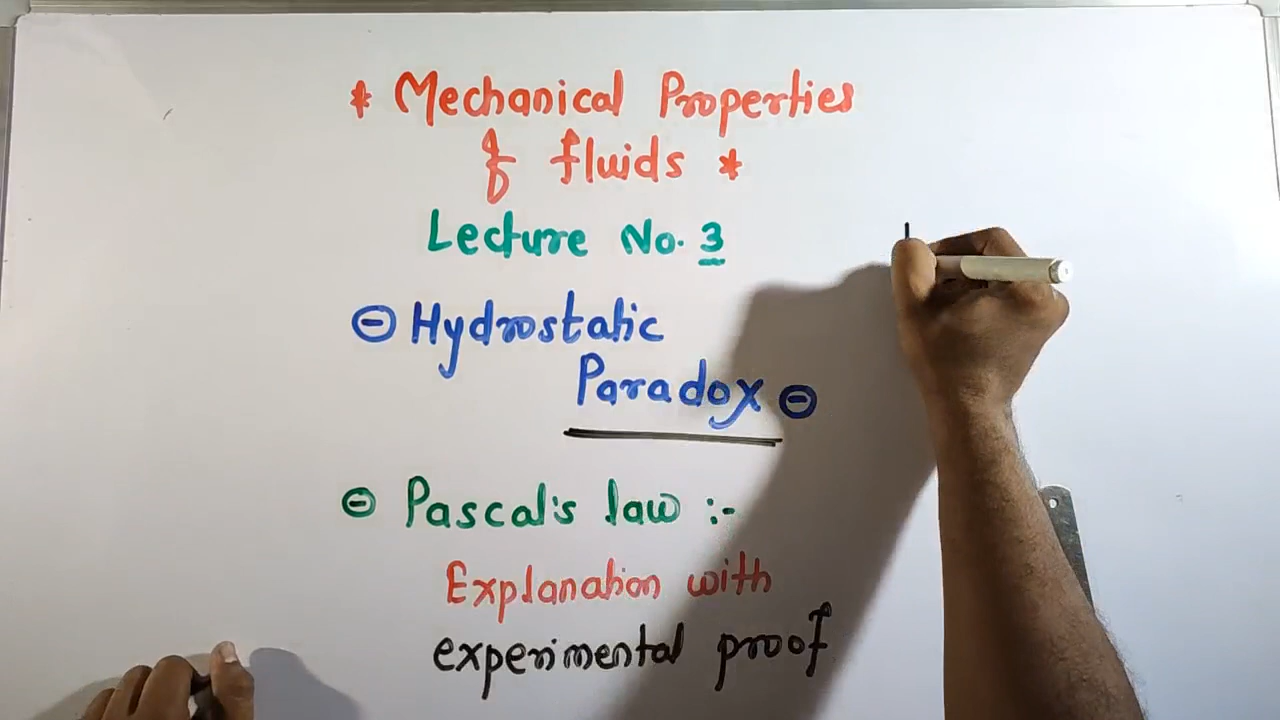 * Mechanical Properties
of fluids *
Lecture No. 3
⊖ Hydrostatic
Paradox ⊖
⊖ Pascal's law :-
Explanation with
experimental proof